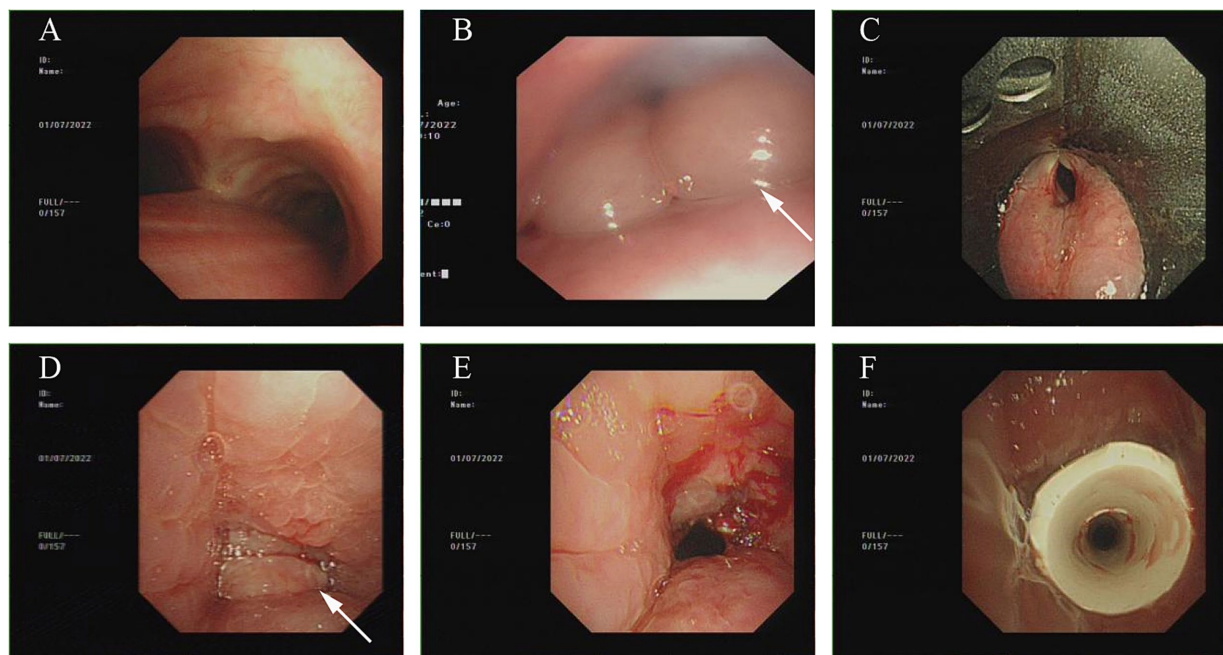 A
ID:
Name:
01/07/2022
FULL/---
0/157
B
Age:
7/2022
:10
Ce:0
ent:
C
ID:
Name:
01/07/2022
FULL/---
0/157
D
ID:
Name:
01/07/2022
FULL/---
0/157
E
ID:
Name:
01/07/2022
FULL/---
0/157
F
ID:
Name:
01/07/2022
FULL/---
0/157